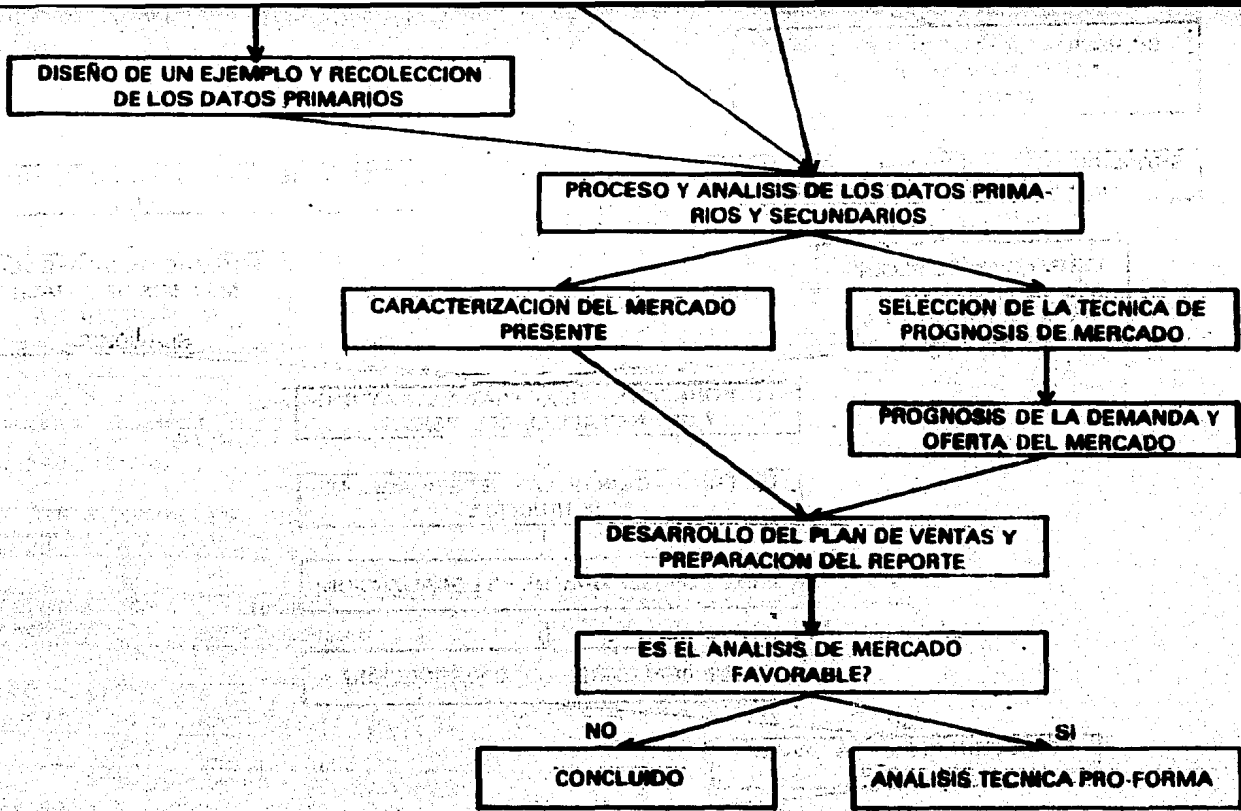 DISEÑO DE UN EJEMPLO Y RECOLECCION
DE LOS DATOS PRIMARIOS
PROCESO Y ANALISIS DE LOS DATOS PRIMA-
RIOS Y SECUNDARIOS
CARACTERIZACION DEL MERCADO
PRESENTE
SELECCION DE LA TECNICA DE
PROGNOSIS DE MERCADO
PROGNOSIS DE LA DEMANDA Y
OFERTA DEL MERCADO
DESARROLLO DEL PLAN DE VENTAS Y
PREPARACION DEL REPORTE
ES EL ANALISIS DE MERCADO
FAVORABLE?
NO
SI
CONCLUIDO
ANALISIS TECNICA PRO-FORMA